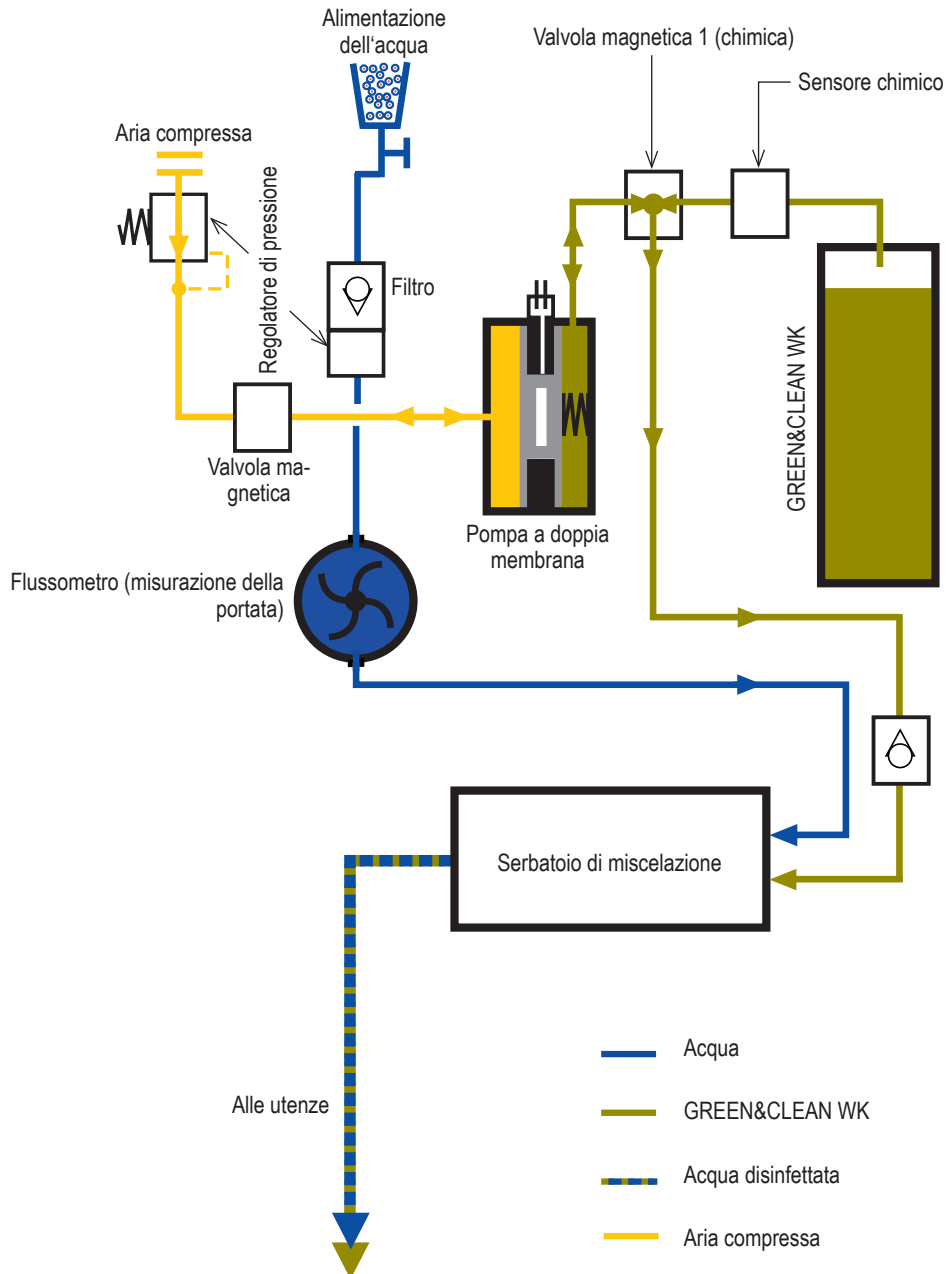 Alimentazione
dell‘acqua
Valvola magnetica 1 (chimica)
Sensore chimico
Aria compressa
Regolatore di pressione
Filtro
GREEN&CLEAN WK
Valvola ma-
gnetica
Pompa a doppia
membrana
Flussometro (misurazione della
portata)
Serbatoio di miscelazione
Alle utenze
Acqua
GREEN&CLEAN WK
Acqua disinfettata
Aria compressa